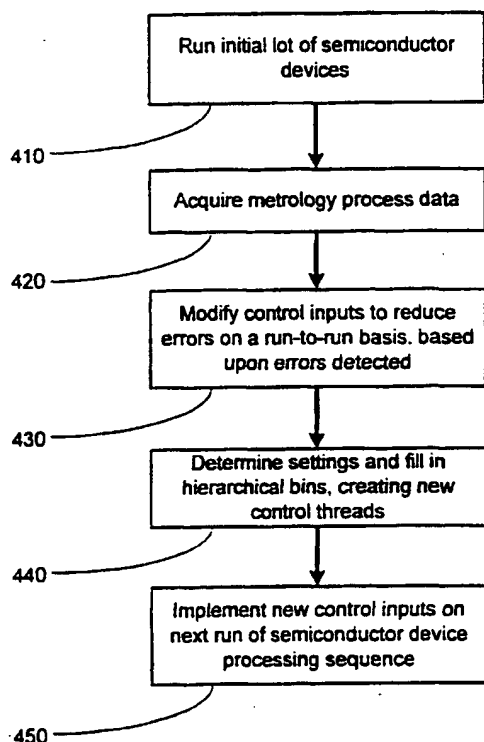 Run initial lot of semiconductor
devices
410
Acquire metrology process data
420
Modify control inputs to reduce
errors on a run-to-run basis, based
upon errors detected
430
Determine settings and fill in
hierarchical bins, creating new
control threads
440
Implement new control inputs on
next run of semiconductor device
processing sequence
450